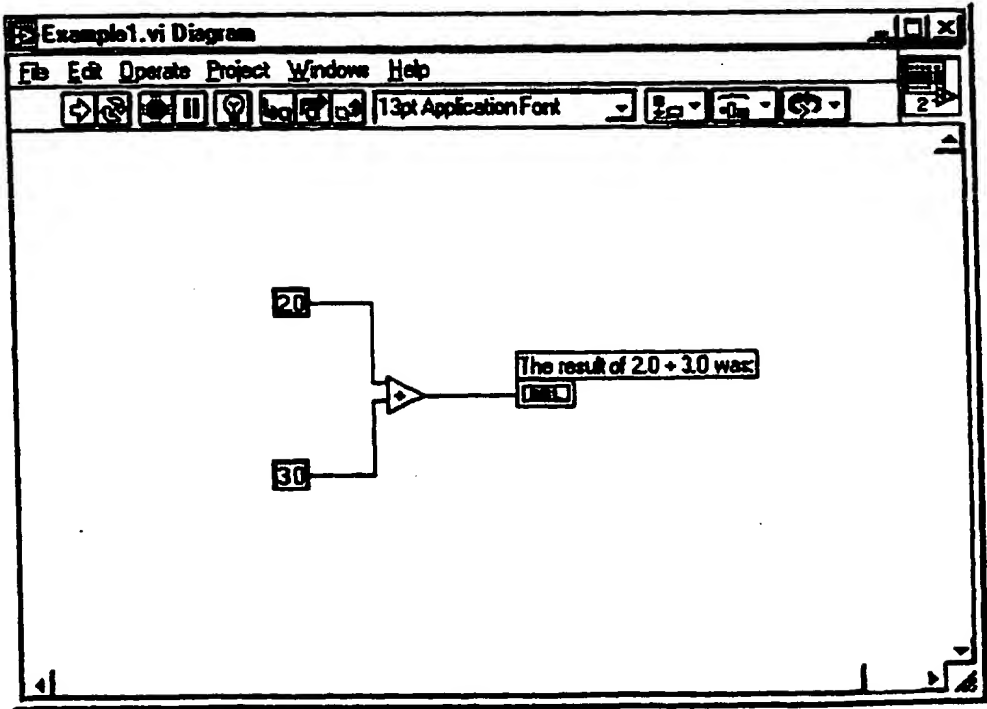 Example1.vi Diagram
File Edit Operate Project Windows Help
13pt Application Font
2
2.0
The result of 2.0 + 3.0 was:
3.0